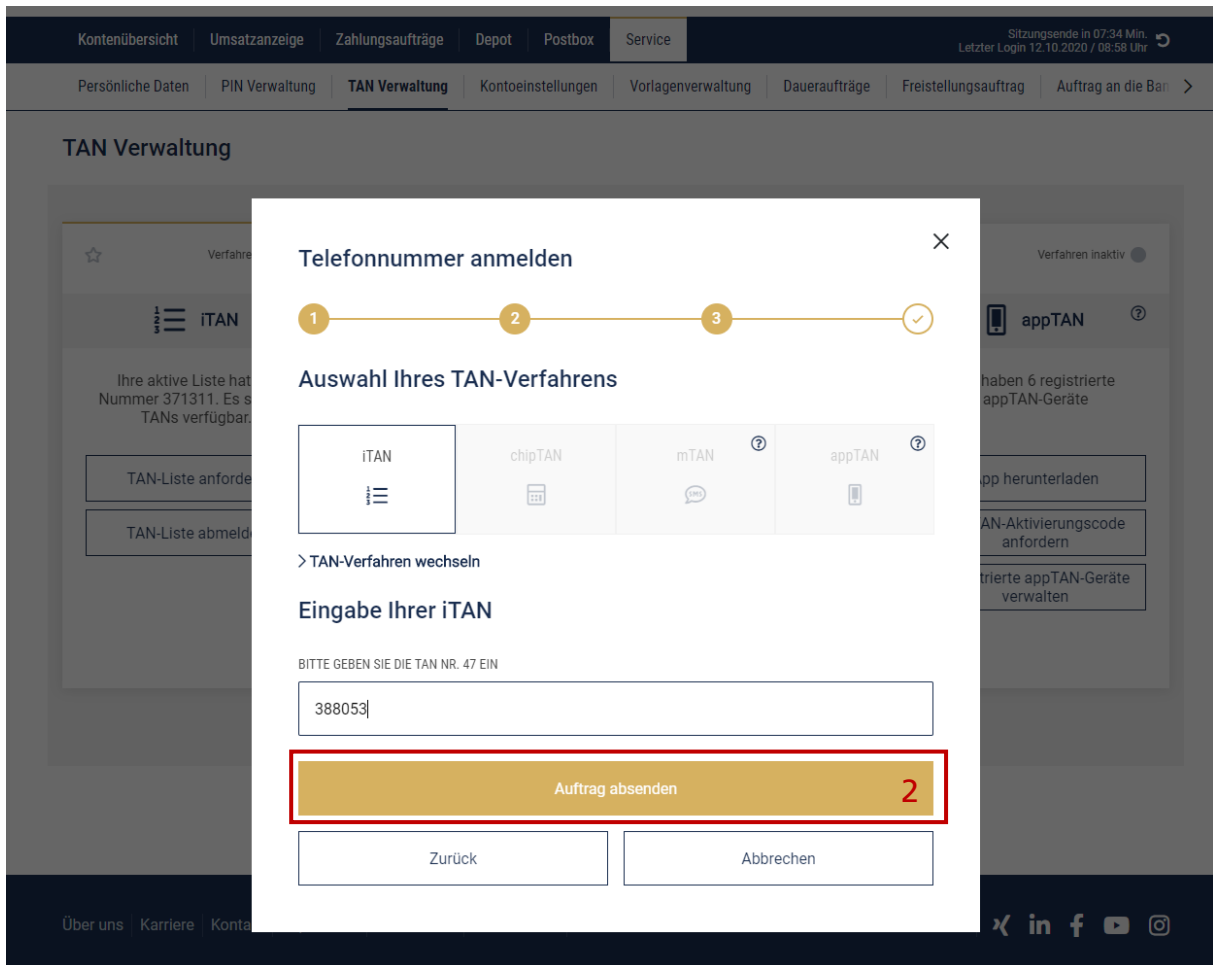 Kontenübersicht Umsatzanzeige Zahlungsaufträge Depot Postbox Service
Sitzungsende in 07:34 Min.
Letzter Login 12.10.2020 / 08:58 Uhr
Persönliche Daten PIN Verwaltung TAN Verwaltung Kontoeinstellungen Vorlagenverwaltung Daueraufträge Freistellungsauftrag Auftrag an die Ban
TAN Verwaltung
Verfahre
iTAN
Ihre aktive Liste hat
Nummer 371311. Es s
TANs verfügbar.
TAN-Liste anforde
TAN-Liste abmeld
Telefonnummer anmelden
1 2 3
Auswahl Ihres TAN-Verfahrens
iTAN chipTAN mTAN ? appTAN ?
1
2
3
SMS
> TAN-Verfahren wechseln
Eingabe Ihrer iTAN
BITTE GEBEN SIE DIE TAN NR. 47 EIN
388053
Auftrag absenden 2
Zurück Abbrechen
Verfahren inaktiv
appTAN ?
haben 6 registrierte
appTAN-Geräte
pp herunterladen
AN-Aktivierungscode
anfordern
trierte appTAN-Geräte
verwalten
Über uns Karriere Konta
in f